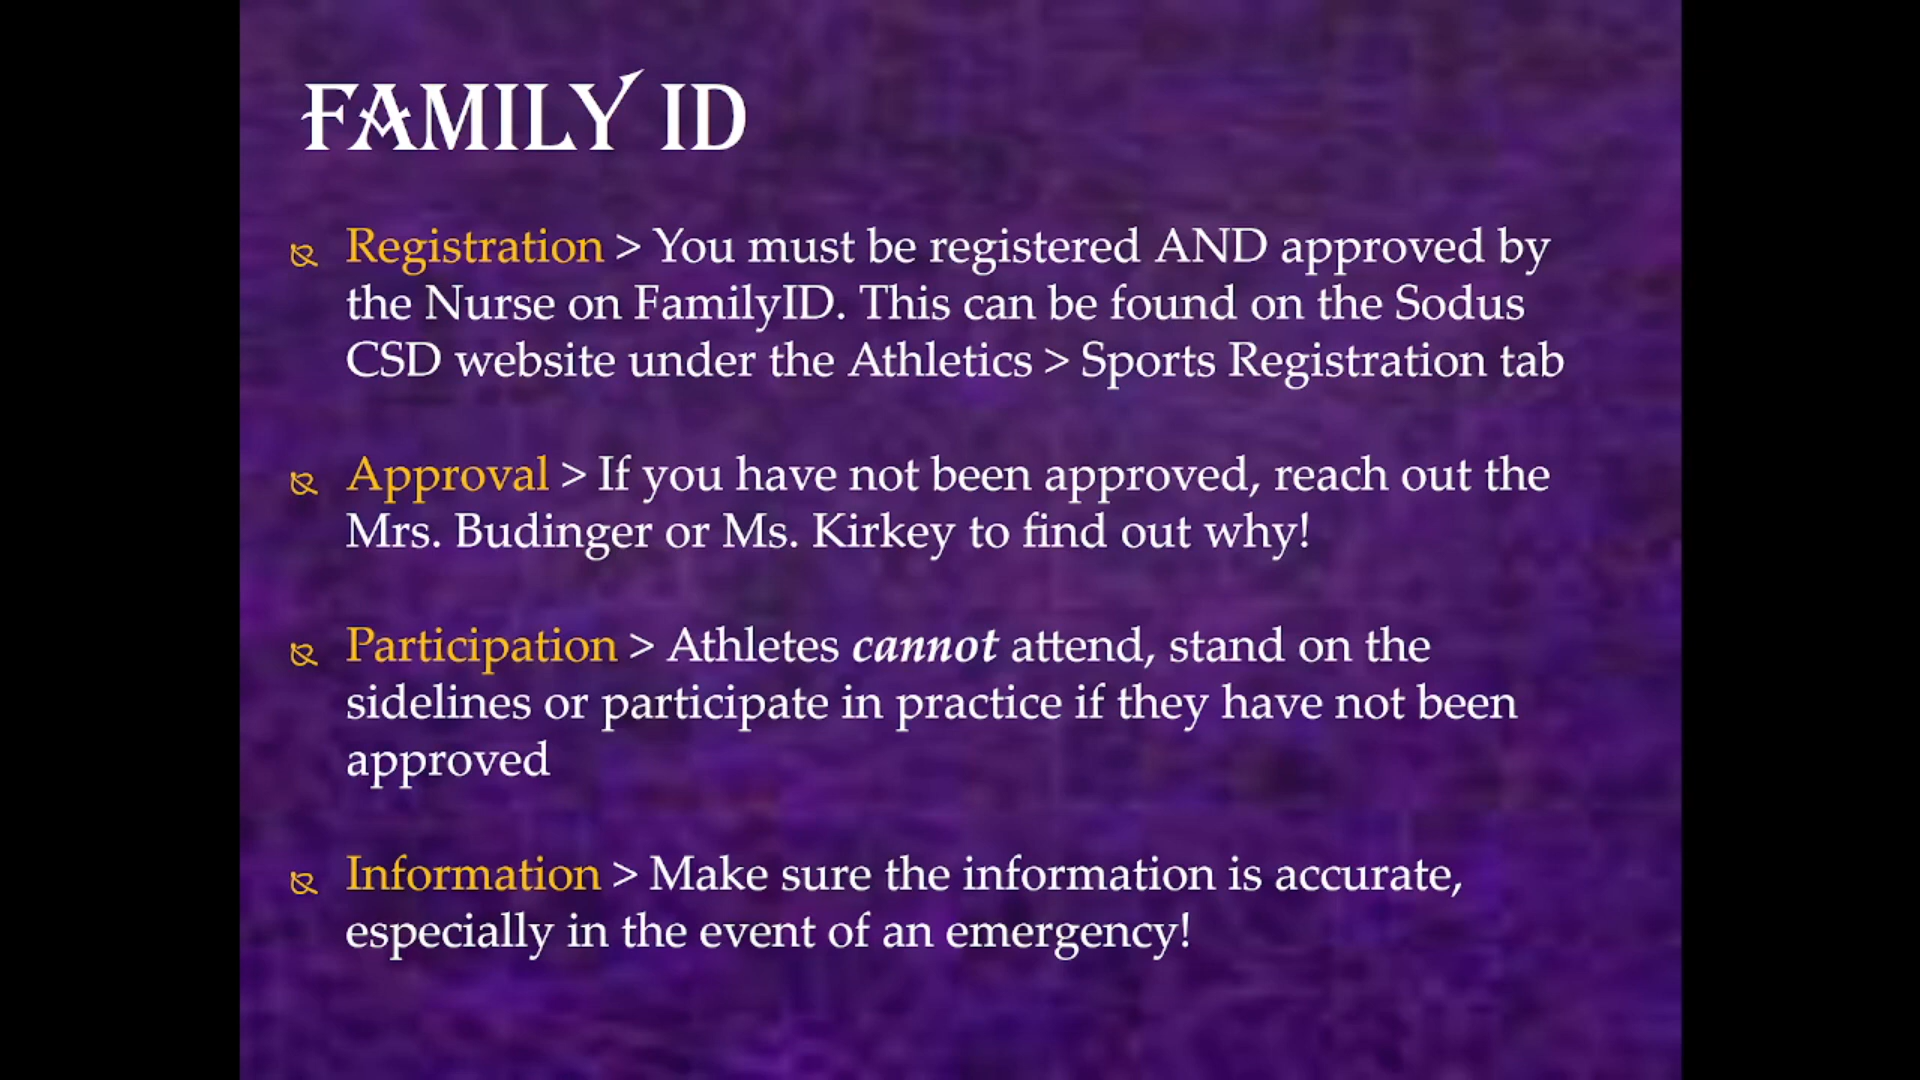 FAMILY ID
Registration > You must be registered AND approved by
the Nurse on FamilyID. This can be found on the Sodus
CSD website under the Athletics > Sports Registration tab
Approval > If you have not been approved, reach out the
Mrs. Budinger or Ms. Kirkey to find out why!
Participation > Athletes cannot attend, stand on the
sidelines or participate in practice if they have not been
approved
Information > Make sure the information is accurate,
especially in the event of an emergency!